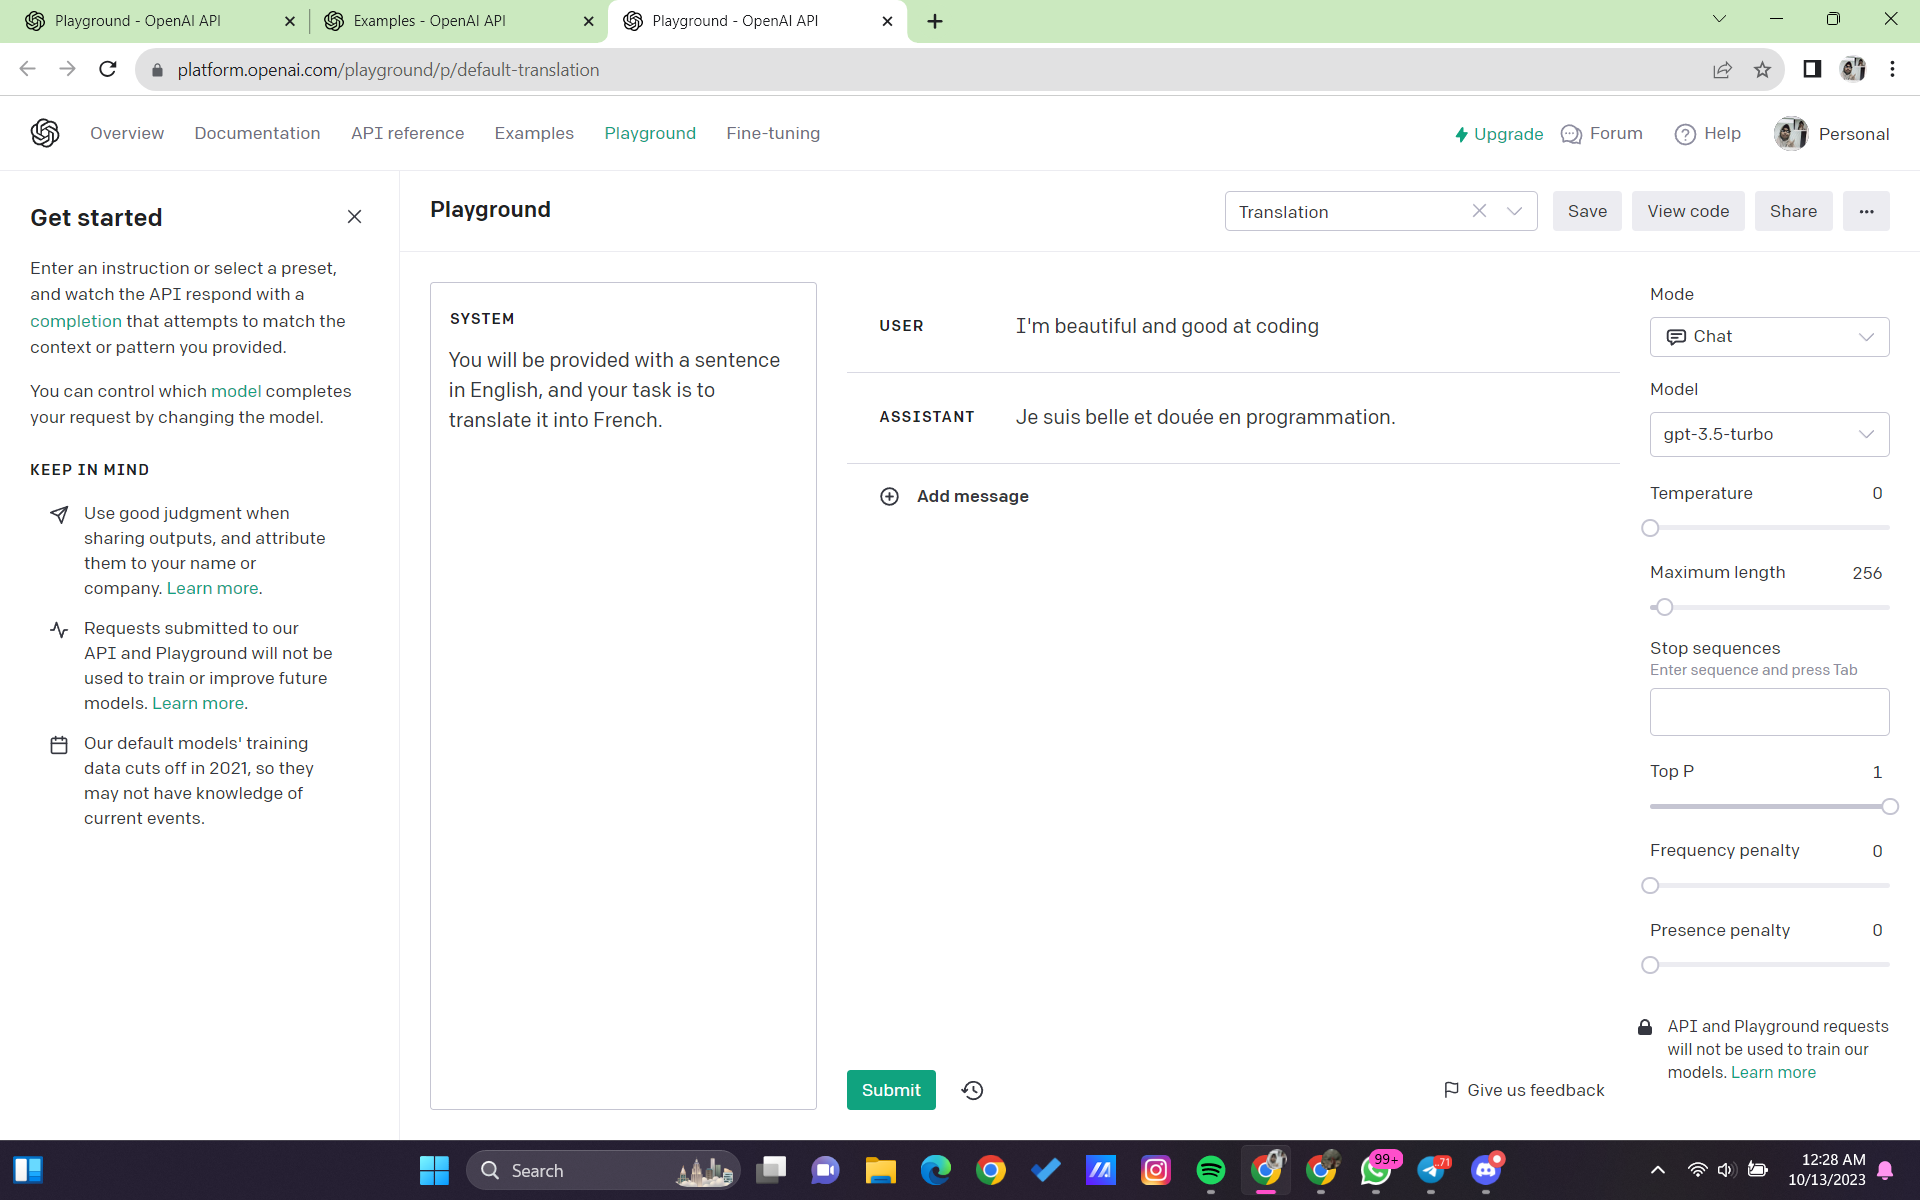 Playground - OpenAI API
Examples - OpenAI API
Playground - OpenAI API
platform.openai.com/playground/p/default-translation
Overview
Documentation
API reference
Examples
Playground
Fine-tuning
Upgrade
Forum
Help
Personal
Get started
Enter an instruction or select a preset,
and watch the API respond with a
completion that attempts to match the
context or pattern you provided.
You can control which model completes
your request by changing the model.
KEEP IN MIND
Use good judgment when
sharing outputs, and attribute
them to your name or
company. Learn more.
Requests submitted to our
API and Playground will not be
used to train or improve future
models. Learn more.
Our default models' training
data cuts off in 2021, so they
may not have knowledge of
current events.
Playground
Translation
Save
View code
Share
SYSTEM
You will be provided with a sentence
in English, and your task is to
translate it into French.
USER
I'm beautiful and good at coding
ASSISTANT
Je suis belle et douée en programmation.
Add message
Submit
Give us feedback
Mode
Chat
Model
gpt-3.5-turbo
Temperature 0
Maximum length 256
Stop sequences
Enter sequence and press Tab
Top P 1
Frequency penalty 0
Presence penalty 0
API and Playground requests
will not be used to train our
models. Learn more
Search
99+
71
12:28 AM
10/13/2023